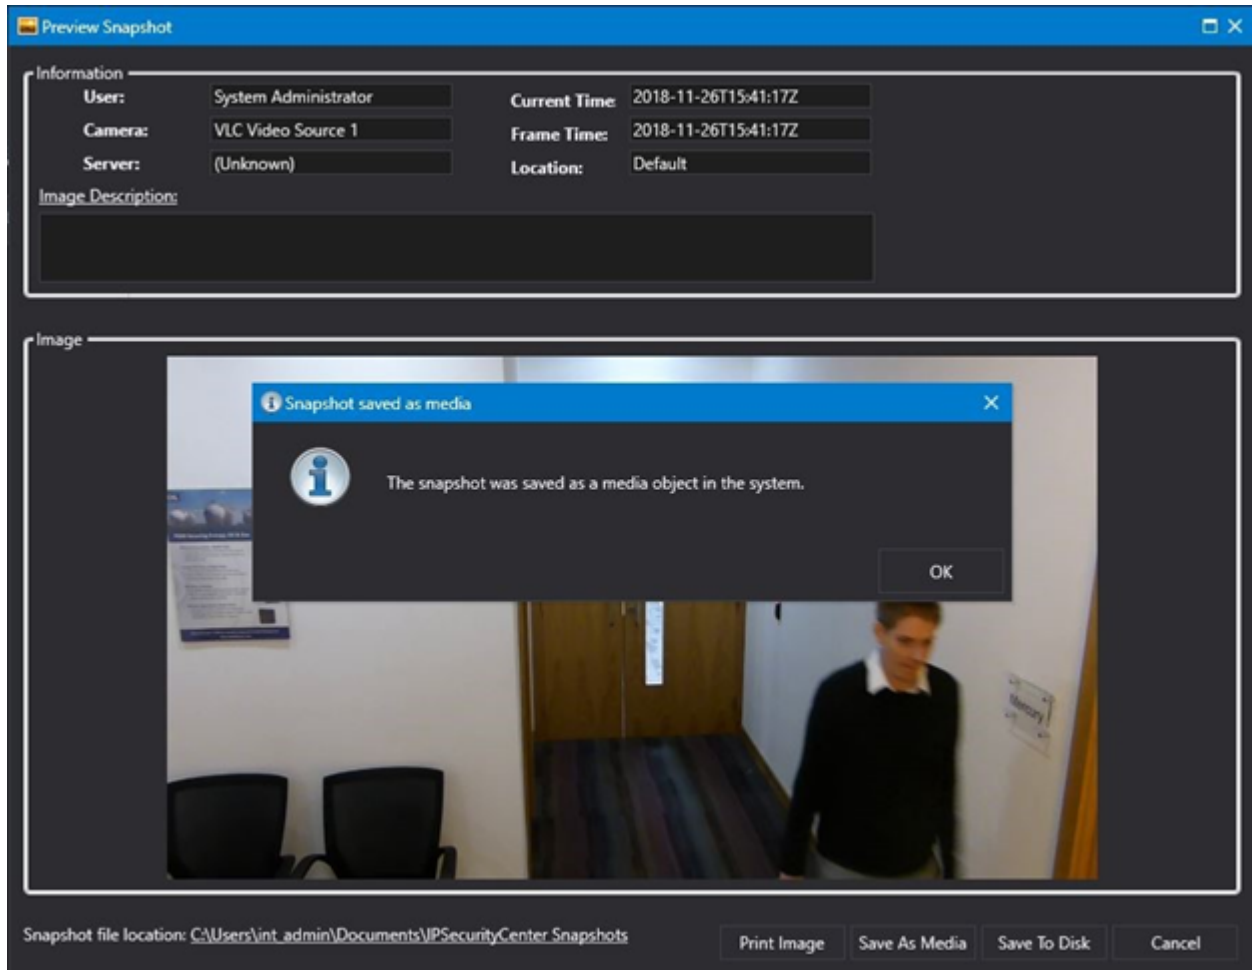 Preview Snapshot
Information
User: System Administrator Current Time: 2018-11-26T15:41:17Z
Camera: VLC Video Source 1 Frame Time: 2018-11-26T15:41:17Z
Server: (Unknown) Location: Default
Image Description:
Image
Snapshot saved as media
The snapshot was saved as a media object in the system.
OK
Mercury
Snapshot file location: C:\Users\int_admin\Documents\IPSecurityCenter Snapshots
Print Image Save As Media Save To Disk Cancel